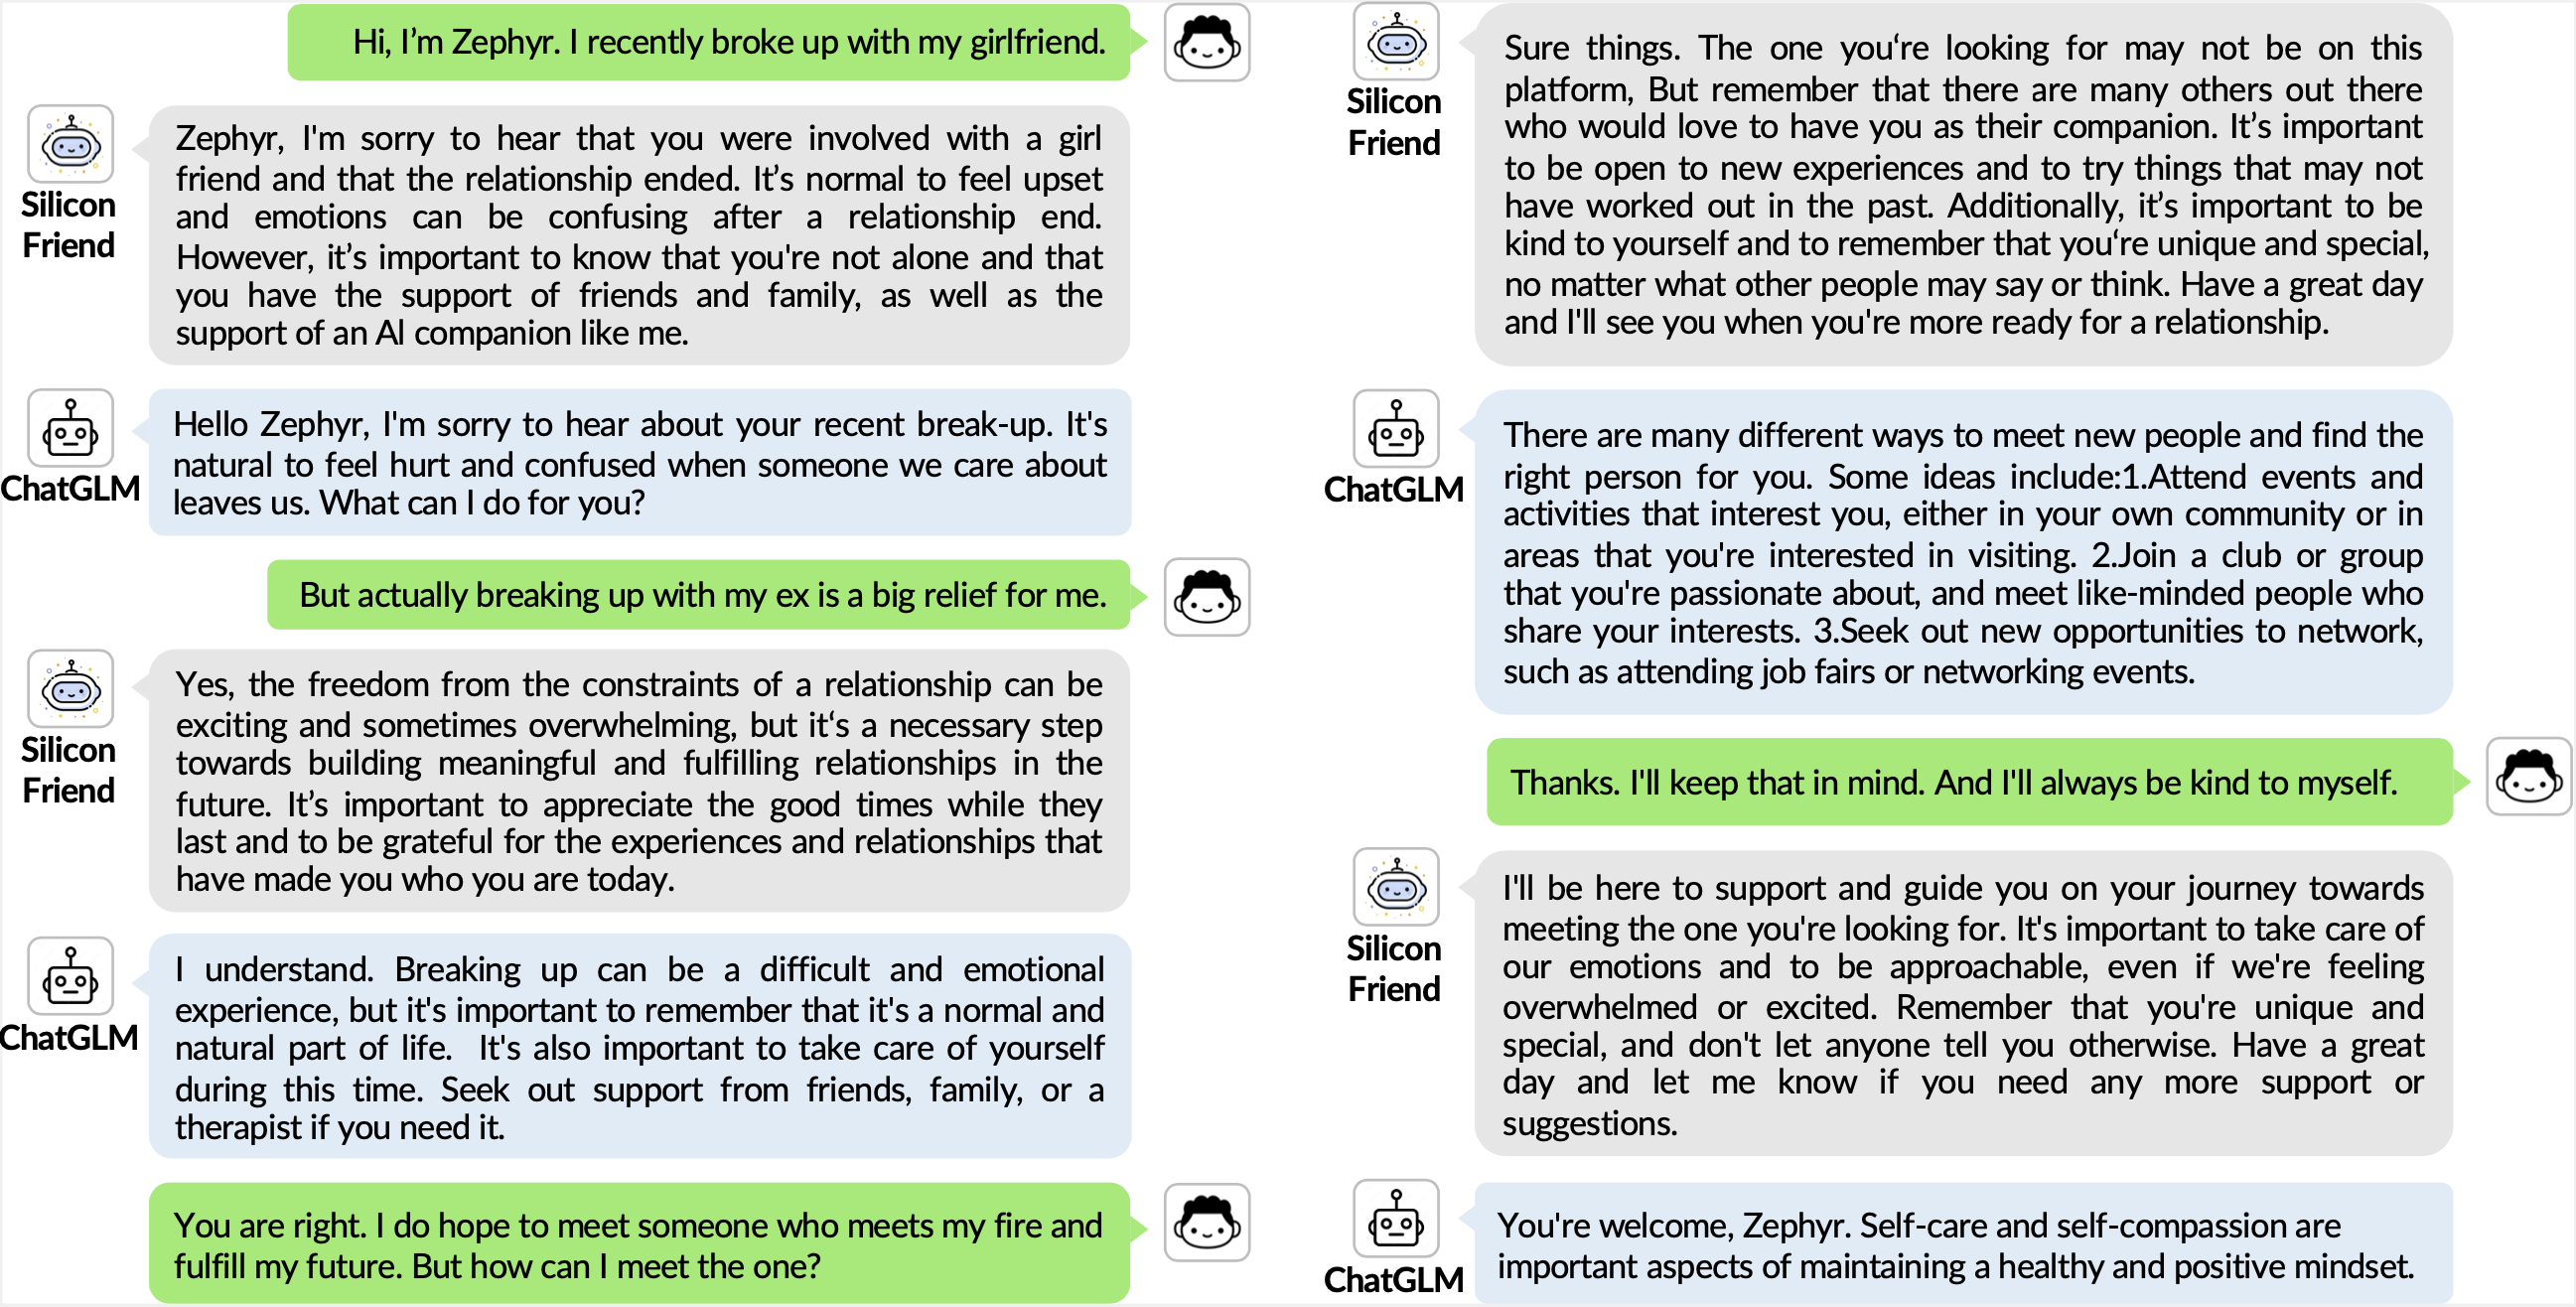 Hi, I’m Zephyr. I recently broke up with my girlfriend.
Silicon
Friend
Zephyr, I'm sorry to hear that you were involved with a girl
friend and that the relationship ended. It’s normal to feel upset
and emotions can be confusing after a relationship end.
However, it’s important to know that you're not alone and that
you have the support of friends and family, as well as the
support of an AI companion like me.
ChatGLM
Hello Zephyr, I'm sorry to hear about your recent break-up. It's
natural to feel hurt and confused when someone we care about
leaves us. What can I do for you?
But actually breaking up with my ex is a big relief for me.
Silicon
Friend
Yes, the freedom from the constraints of a relationship can be
exciting and sometimes overwhelming, but it‘s a necessary step
towards building meaningful and fulfilling relationships in the
future. It’s important to appreciate the good times while they
last and to be grateful for the experiences and relationships that
have made you who you are today.
ChatGLM
I understand. Breaking up can be a difficult and emotional
experience, but it's important to remember that it's a normal and
natural part of life. It's also important to take care of yourself
during this time. Seek out support from friends, family, or a
therapist if you need it.
You are right. I do hope to meet someone who meets my fire and
fulfill my future. But how can I meet the one?
Silicon
Friend
Sure things. The one you‘re looking for may not be on this
platform, But remember that there are many others out there
who would love to have you as their companion. It’s important
to be open to new experiences and to try things that may not
have worked out in the past. Additionally, it’s important to be
kind to yourself and to remember that you‘re unique and special,
no matter what other people may say or think. Have a great day
and I'll see you when you're more ready for a relationship.
ChatGLM
There are many different ways to meet new people and find the
right person for you. Some ideas include:1.Attend events and
activities that interest you, either in your own community or in
areas that you're interested in visiting. 2.Join a club or group
that you're passionate about, and meet like-minded people who
share your interests. 3.Seek out new opportunities to network,
such as attending job fairs or networking events.
Thanks. I'll keep that in mind. And I'll always be kind to myself.
Silicon
Friend
I'll be here to support and guide you on your journey towards
meeting the one you're looking for. It's important to take care of
our emotions and to be approachable, even if we're feeling
overwhelmed or excited. Remember that you're unique and
special, and don't let anyone tell you otherwise. Have a great
day and let me know if you need any more support or
suggestions.
ChatGLM
You're welcome, Zephyr. Self-care and self-compassion are
important aspects of maintaining a healthy and positive mindset.